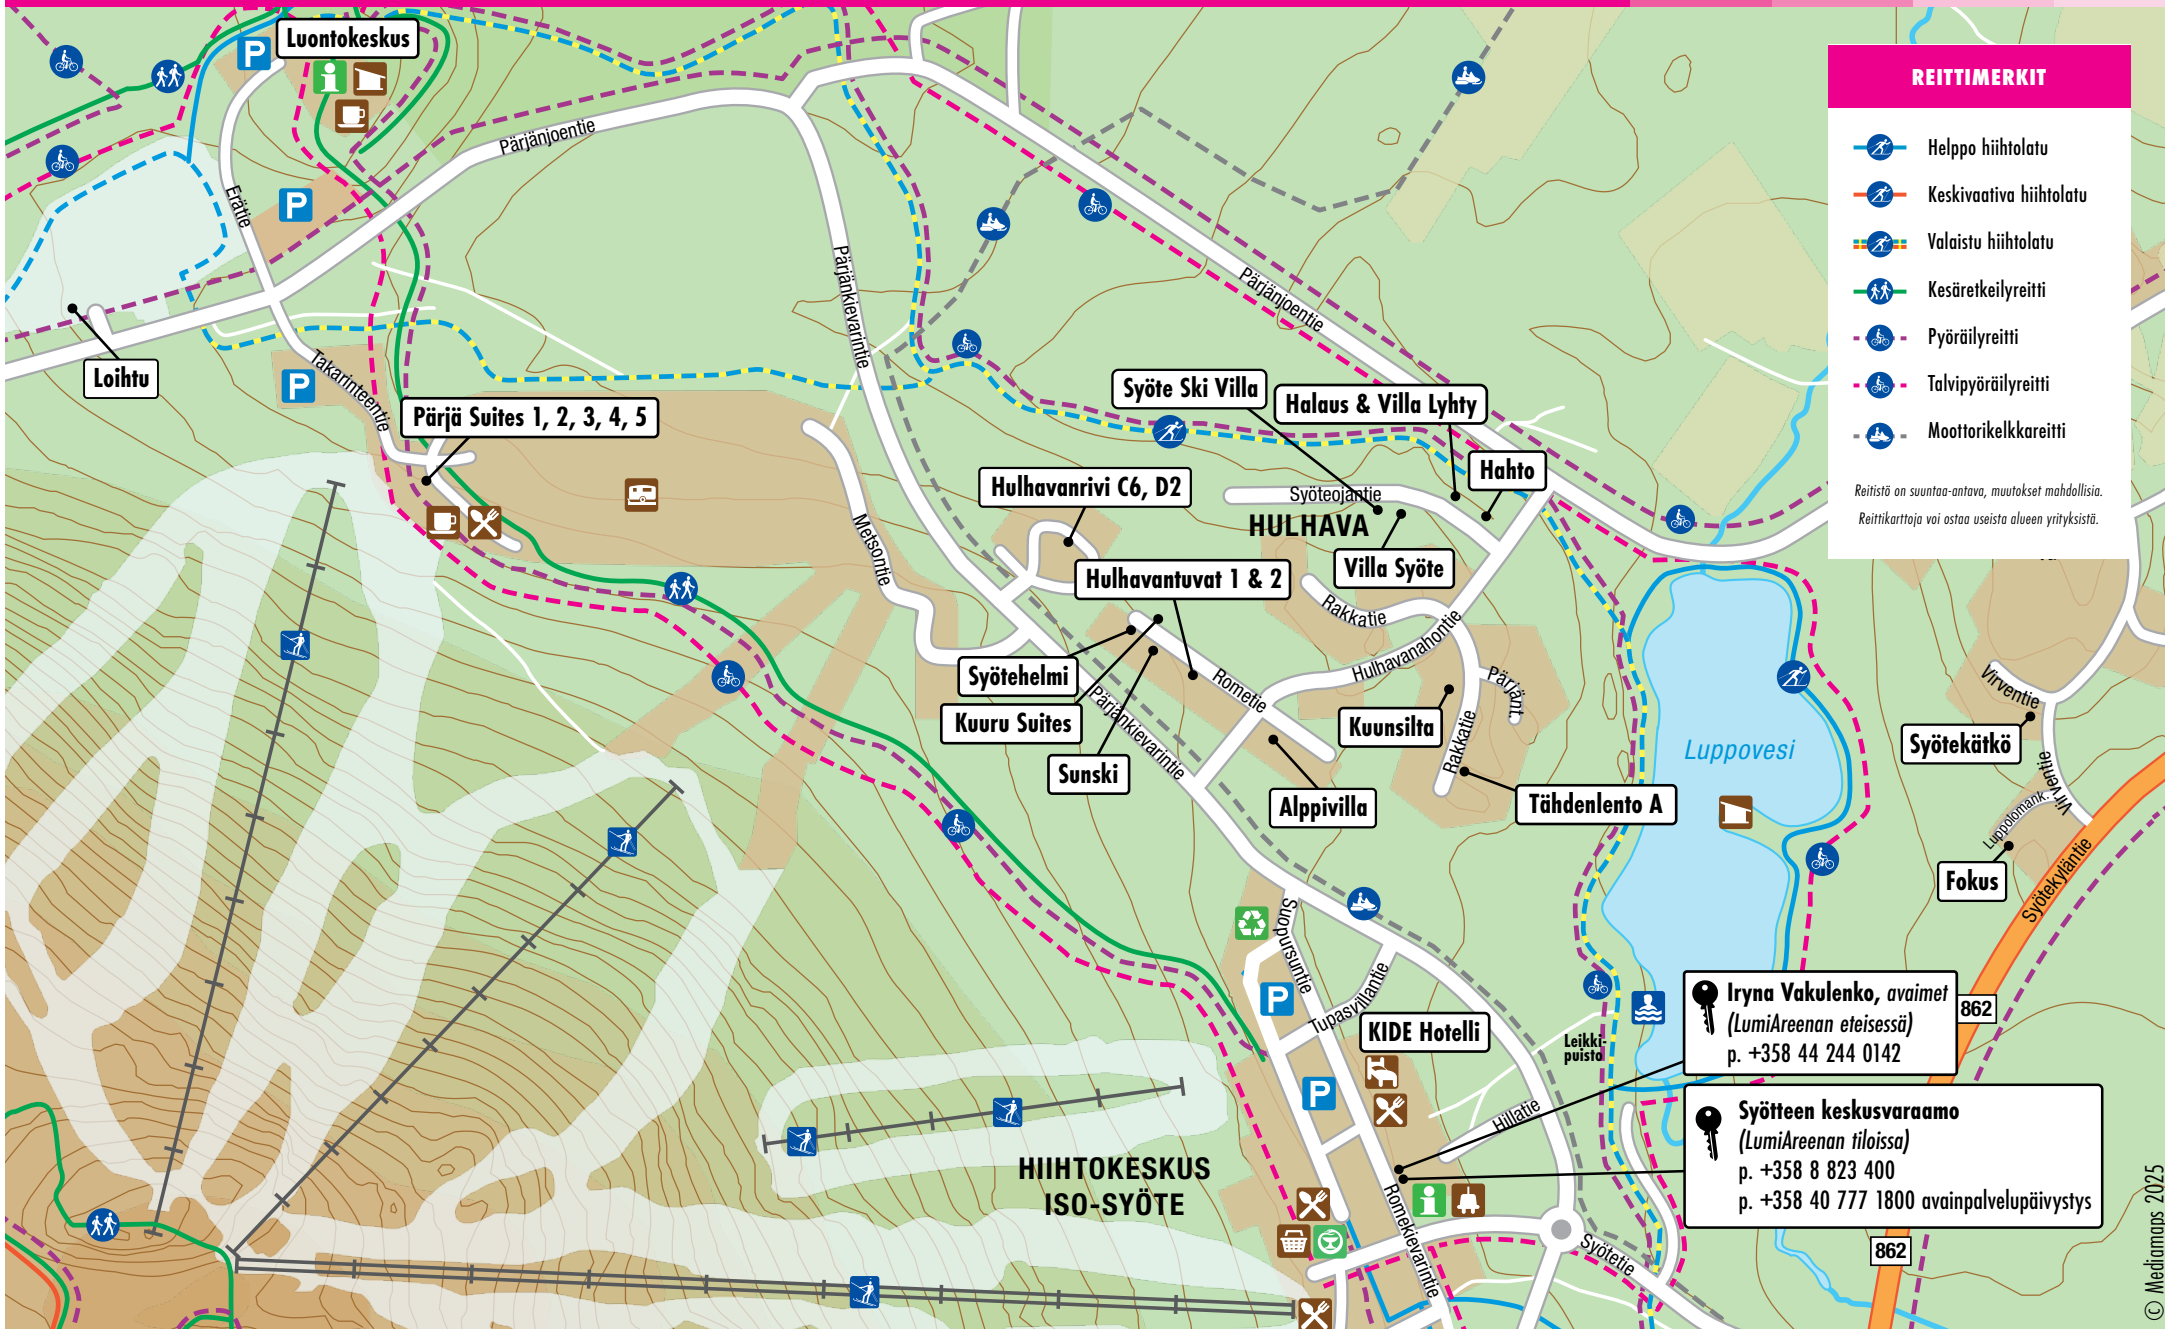 Luontokeskus
P
REITTIMERKIT
Helppo hiihtolatu
Keskivaativa hiihtolatu
Valaistu hiihtolatu
Kesäretkeilyreitti
Pyöräilyreitti
Talvipyöräilyreitti
Moottorikelkkareitti
Reitistö on suuntaa-antava, muutokset mahdollisia.
Reittikarttoja voi ostaa useista alueen yrityksistä.
Pärjänjoentie
Erätie
P
Pärjänkievarintie
Pärjänjoentie
Loihtu
P
Takarinteentie
Pärjä Suites 1, 2, 3, 4, 5
Syöte Ski Villa
Halaus & Villa Lyhty
Hahto
Hulhavanrivi C6, D2
Syöteojantie
HULHAVA
Metsontie
Villa Syöte
Hulhavantuvat 1 & 2
Rakkatie
Hulhavanahontie
Syötehelmi
Rometie
Pärjänt.
Kuuru Suites
Pärjänkievarintie
Kuunsilta
Rakkatie
Sunski
Alppivilla
Tähdenlento A
Luppovesi
Virventie
Syötekätkö
Virventie
Luppolomank.
Fokus
Syötekyläntie
Suopursuntie
P
Tupasvillantie
KIDE Hotelli
Leikki-
puisto
Iryna Vakulenko, avaimet
(LumiAreenan eteisessä)
p. +358 44 244 0142
862
P
Hillatie
Syötteen keskusvaraamo
(LumiAreenan tiloissa)
p. +358 8 823 400
p. +358 40 777 1800 avainpalvelupäivystys
HIIHTOKESKUS
ISO-SYÖTE
Romekievarintie
Syötetie
862
© Mediamaps 2025